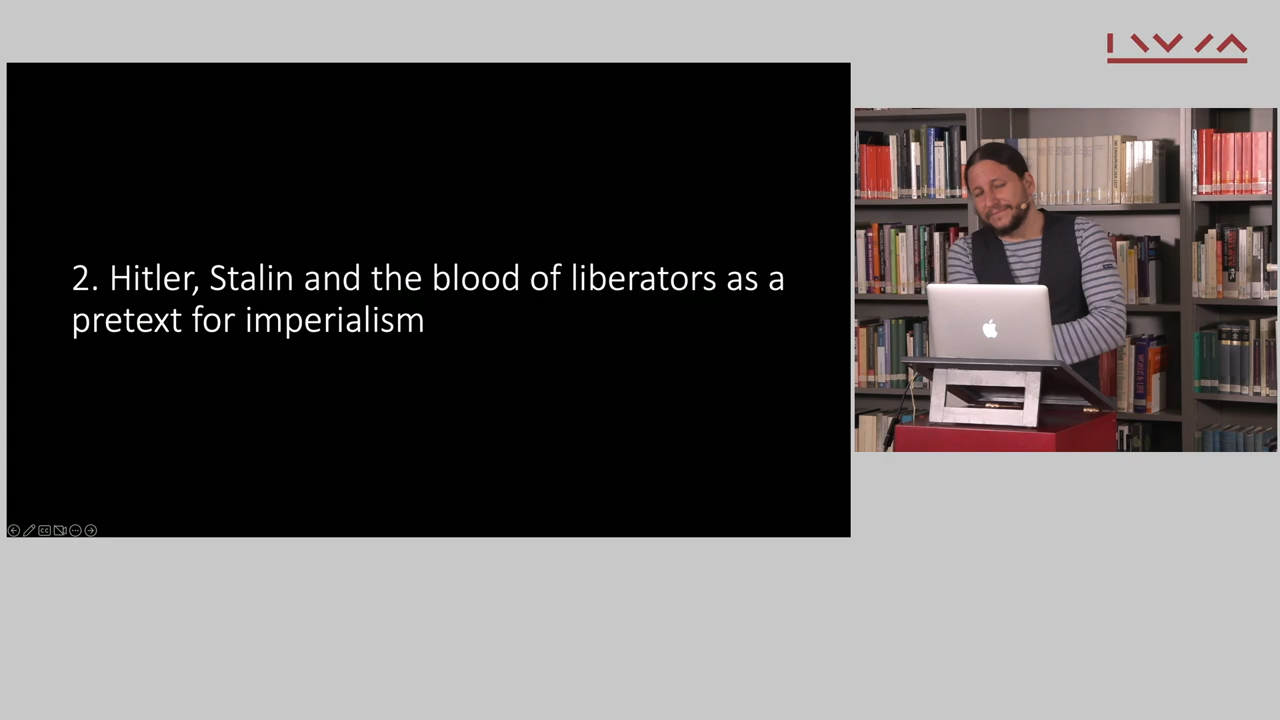 2. Hitler, Stalin and the blood of liberators as a
pretext for imperialism